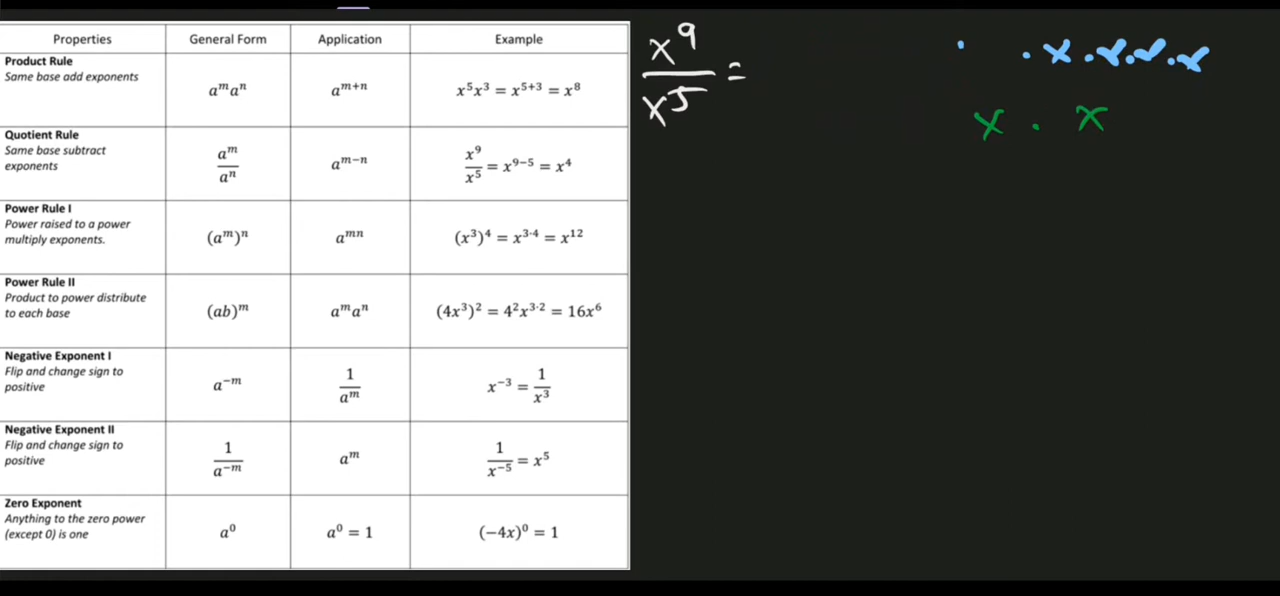 Properties General Form Application Example
Product Rule
Same base add exponents
aᵐaⁿ aᵐ⁺ⁿ x⁵x³ = x⁵⁺³ = x⁸
Quotient Rule
Same base subtract
exponents
aᵐ/aⁿ aᵐ⁻ⁿ x⁹/x⁵ = x⁹⁻⁵ = x⁴
Power Rule I
Power raised to a power
multiply exponents.
(aᵐ)ⁿ aᵐⁿ (x³)⁴ = x³·⁴ = x¹²
Power Rule II
Product to power distribute
to each base
(ab)ᵐ aᵐaⁿ (4x³)² = 4²x³·² = 16x⁶
Negative Exponent I
Flip and change sign to
positive
a⁻ᵐ 1/aᵐ x⁻³ = 1/x³
Negative Exponent II
Flip and change sign to
positive
1/a⁻ᵐ aᵐ 1/x⁻⁵ = x⁵
Zero Exponent
Anything to the zero power
(except 0) is one
a⁰ a⁰ = 1 (−4x)⁰ = 1
x⁹/x⁵ =
· · x · x · x · x
x · x